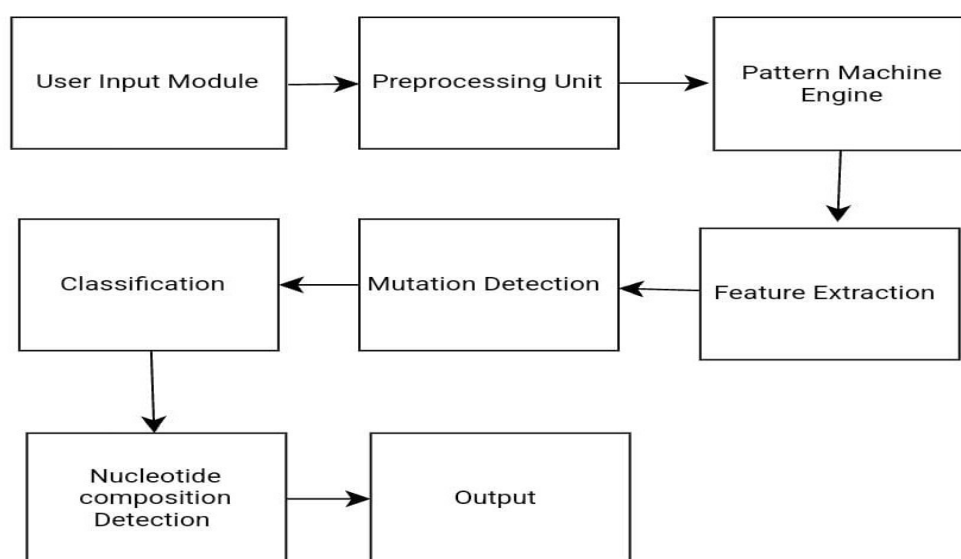 User Input Module
Preprocessing Unit
Pattern Machine
Engine
Feature Extraction
Mutation Detection
Classification
Nucleotide
composition
Detection
Output